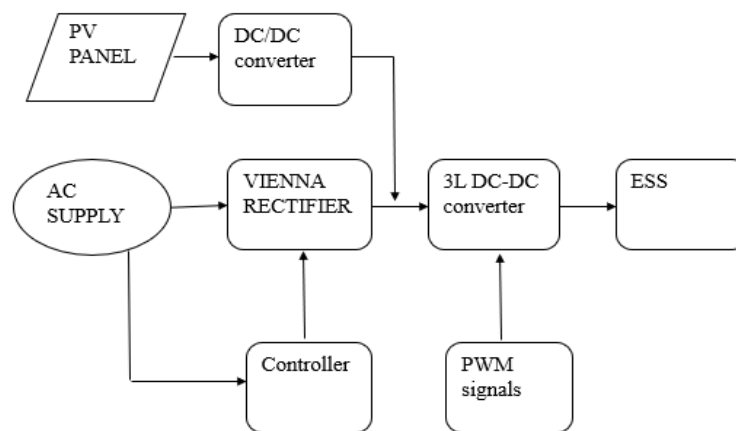 PV
PANEL
DC/DC
converter
AC
SUPPLY
VIENNA
RECTIFIER
3L DC-DC
converter
ESS
Controller
PWM
signals